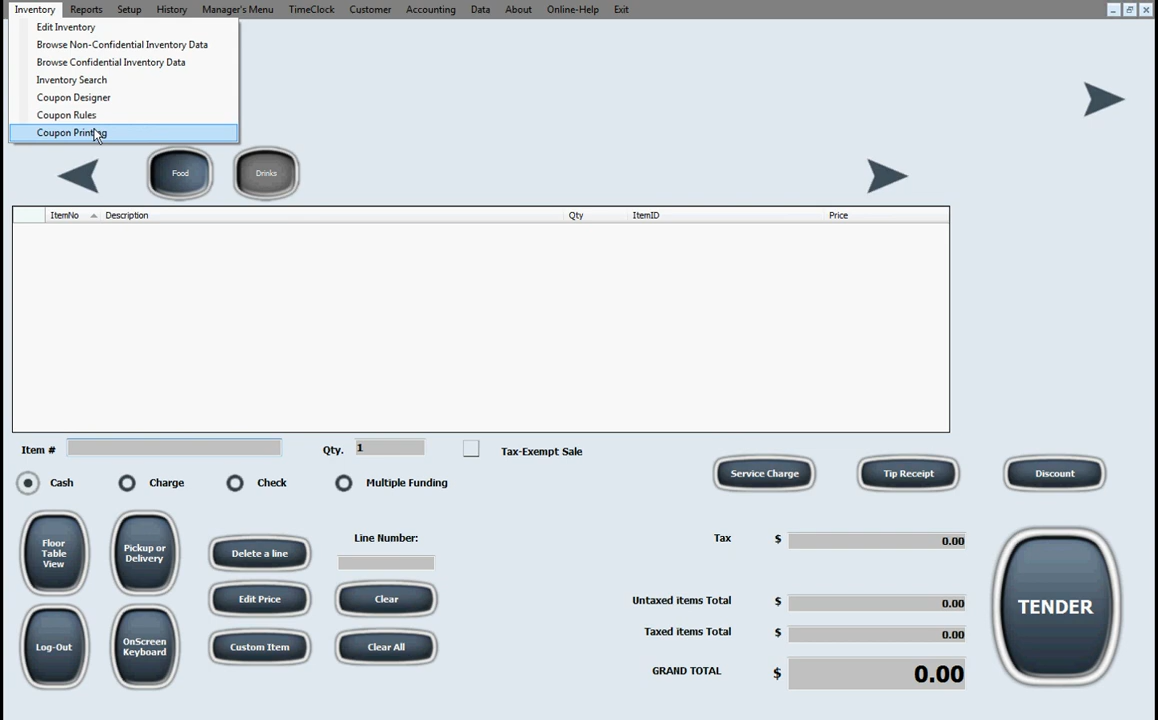 Inventory Reports Setup History Manager's Menu TimeClock Customer Accounting Data About Online-Help Exit
Edit Inventory
Browse Non-Confidential Inventory Data
Browse Confidential Inventory Data
Inventory Search
Coupon Designer
Coupon Rules
Coupon Printing
Food Drinks
ItemNo Description Qty ItemID Price
Item # Qty. 1 Tax-Exempt Sale
Service Charge Tip Receipt Discount
Cash Charge Check Multiple Funding
Floor
Table
View
Pickup or
Delivery
Delete a line
Line Number:
Edit Price Clear
Log-Out
OnScreen
Keyboard
Custom Item Clear All
Tax $ 0.00
Untaxed items Total $ 0.00
Taxed items Total $ 0.00
GRAND TOTAL $ 0.00
TENDER